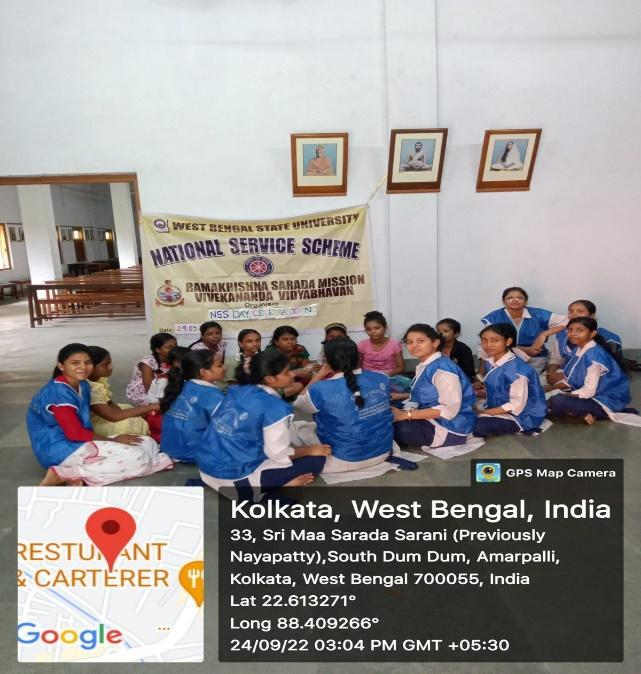 WEST BENGAL STATE UNIVERSITY
NATIONAL SERVICE SCHEME
RAMAKRISHNA SARADA MISSION
VIVEKANANDA VIDYABHAVAN
NSS DAY CELEBRATION
Date:
GPS Map Camera
Kolkata, West Bengal, India
33, Sri Maa Sarada Sarani (Previously
Nayapatty),South Dum Dum, Amarpalli,
Kolkata, West Bengal 700055, India
Lat 22.613271°
Long 88.409266°
24/09/22 03:04 PM GMT +05:30
RESTURANT
& CARTERER
Google